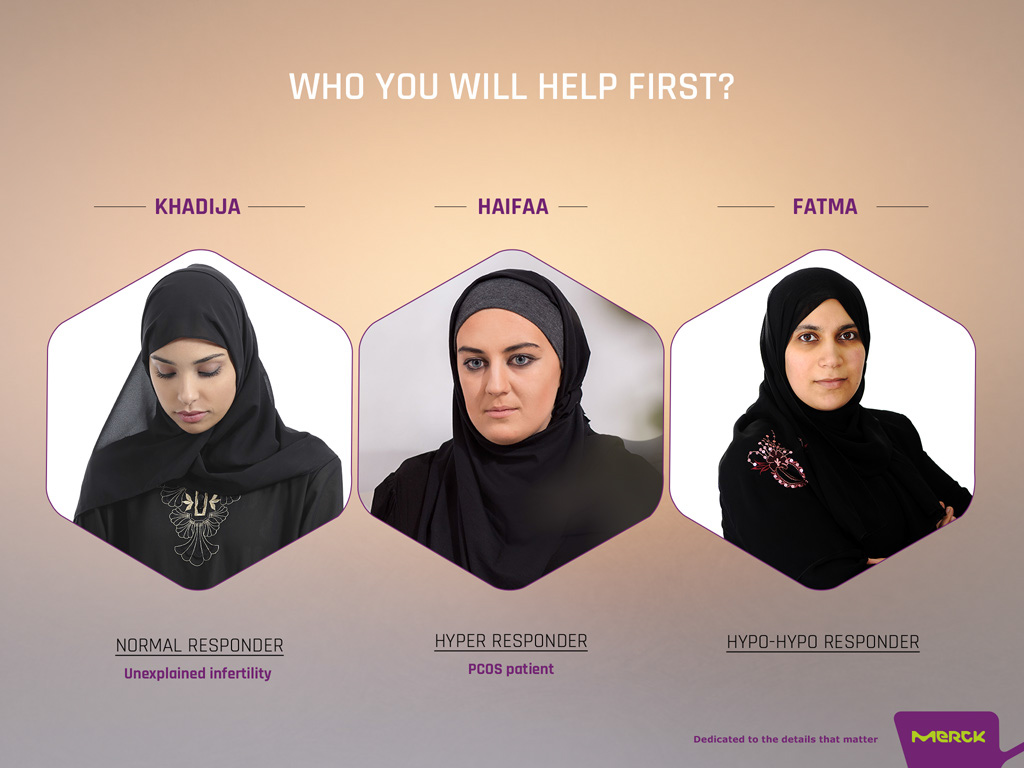 WHO YOU WILL HELP FIRST?
KHADIJA
HAIFAA
FATMA
NORMAL RESPONDER
Unexplained infertility
HYPER RESPONDER
PCOS patient
HYPO-HYPO RESPONDER
Dedicated to the details that matter
MERCK